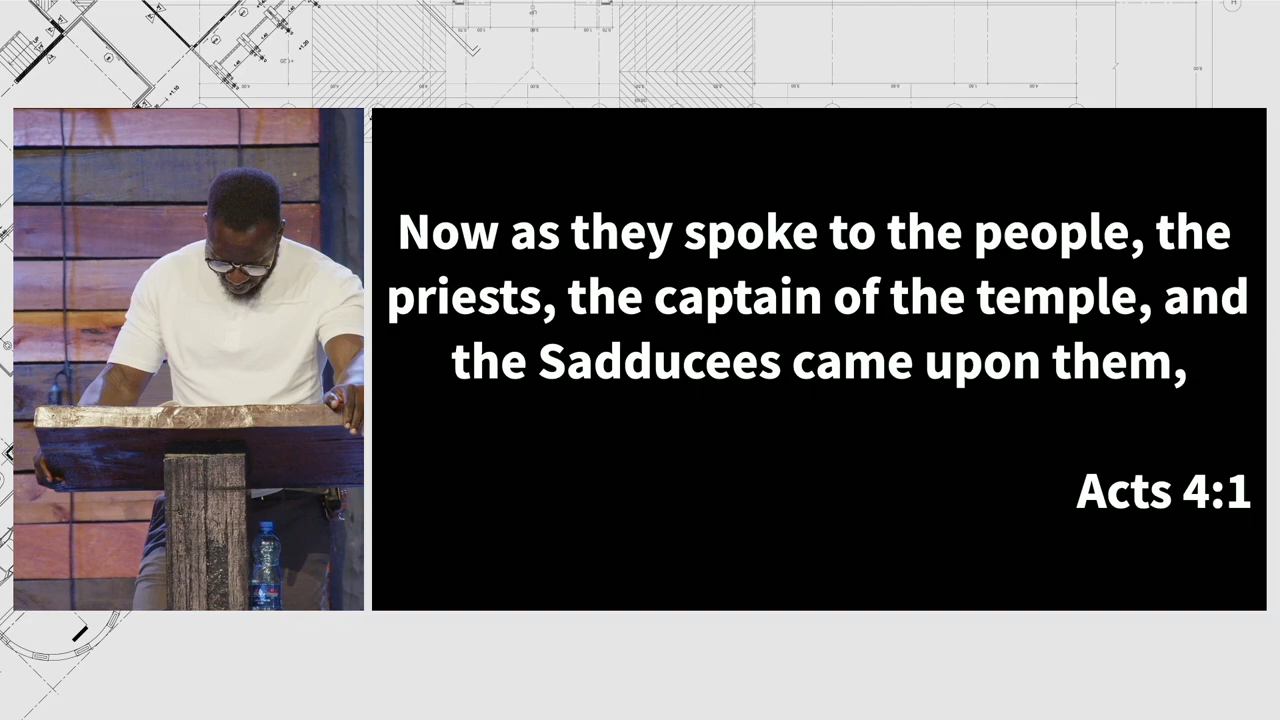 Now as they spoke to the people, the
priests, the captain of the temple, and
the Sadducees came upon them,
Acts 4:1